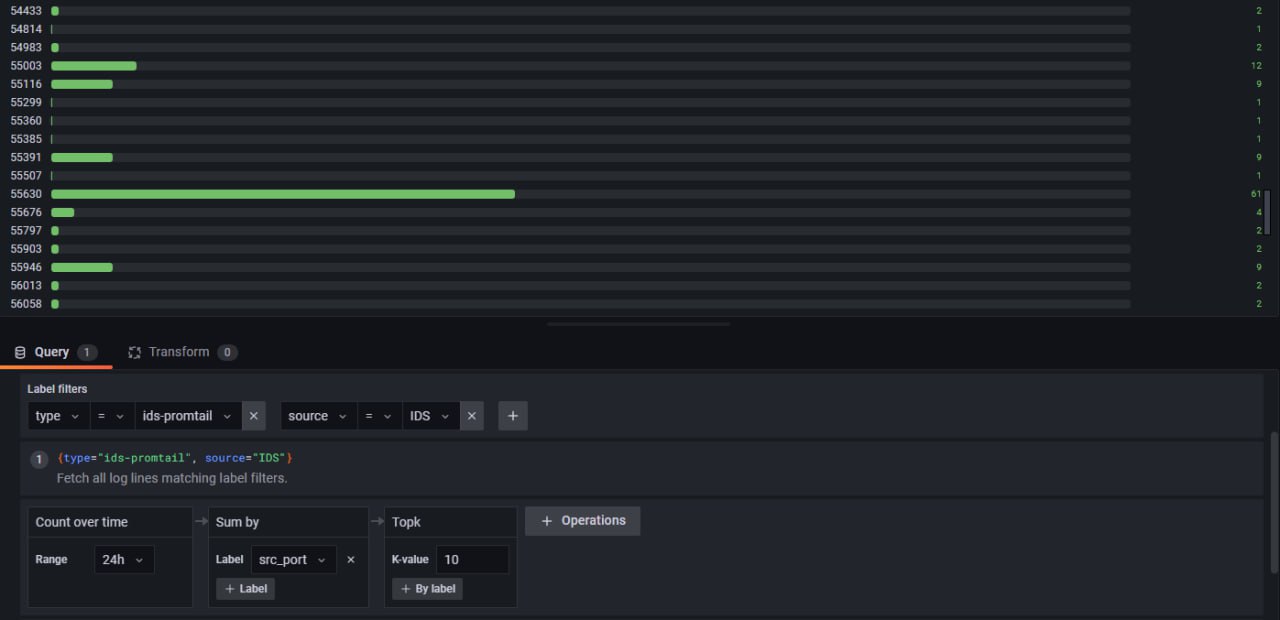 54433 2
54814 1
54983 2
55003 12
55116 9
55299 1
55360 1
55385 1
55391 9
55507 1
55630 61
55676 4
55797 2
55903 2
55946 9
56013 2
56058 2
Query 1 Transform 0
Label filters
type = ids-promtail × source = IDS × +
1 {type="ids-promtail", source="IDS"}
Fetch all log lines matching label filters.
Count over time Sum by Topk + Operations
Range 24h Label src_port × K-value 10
+ Label + By label